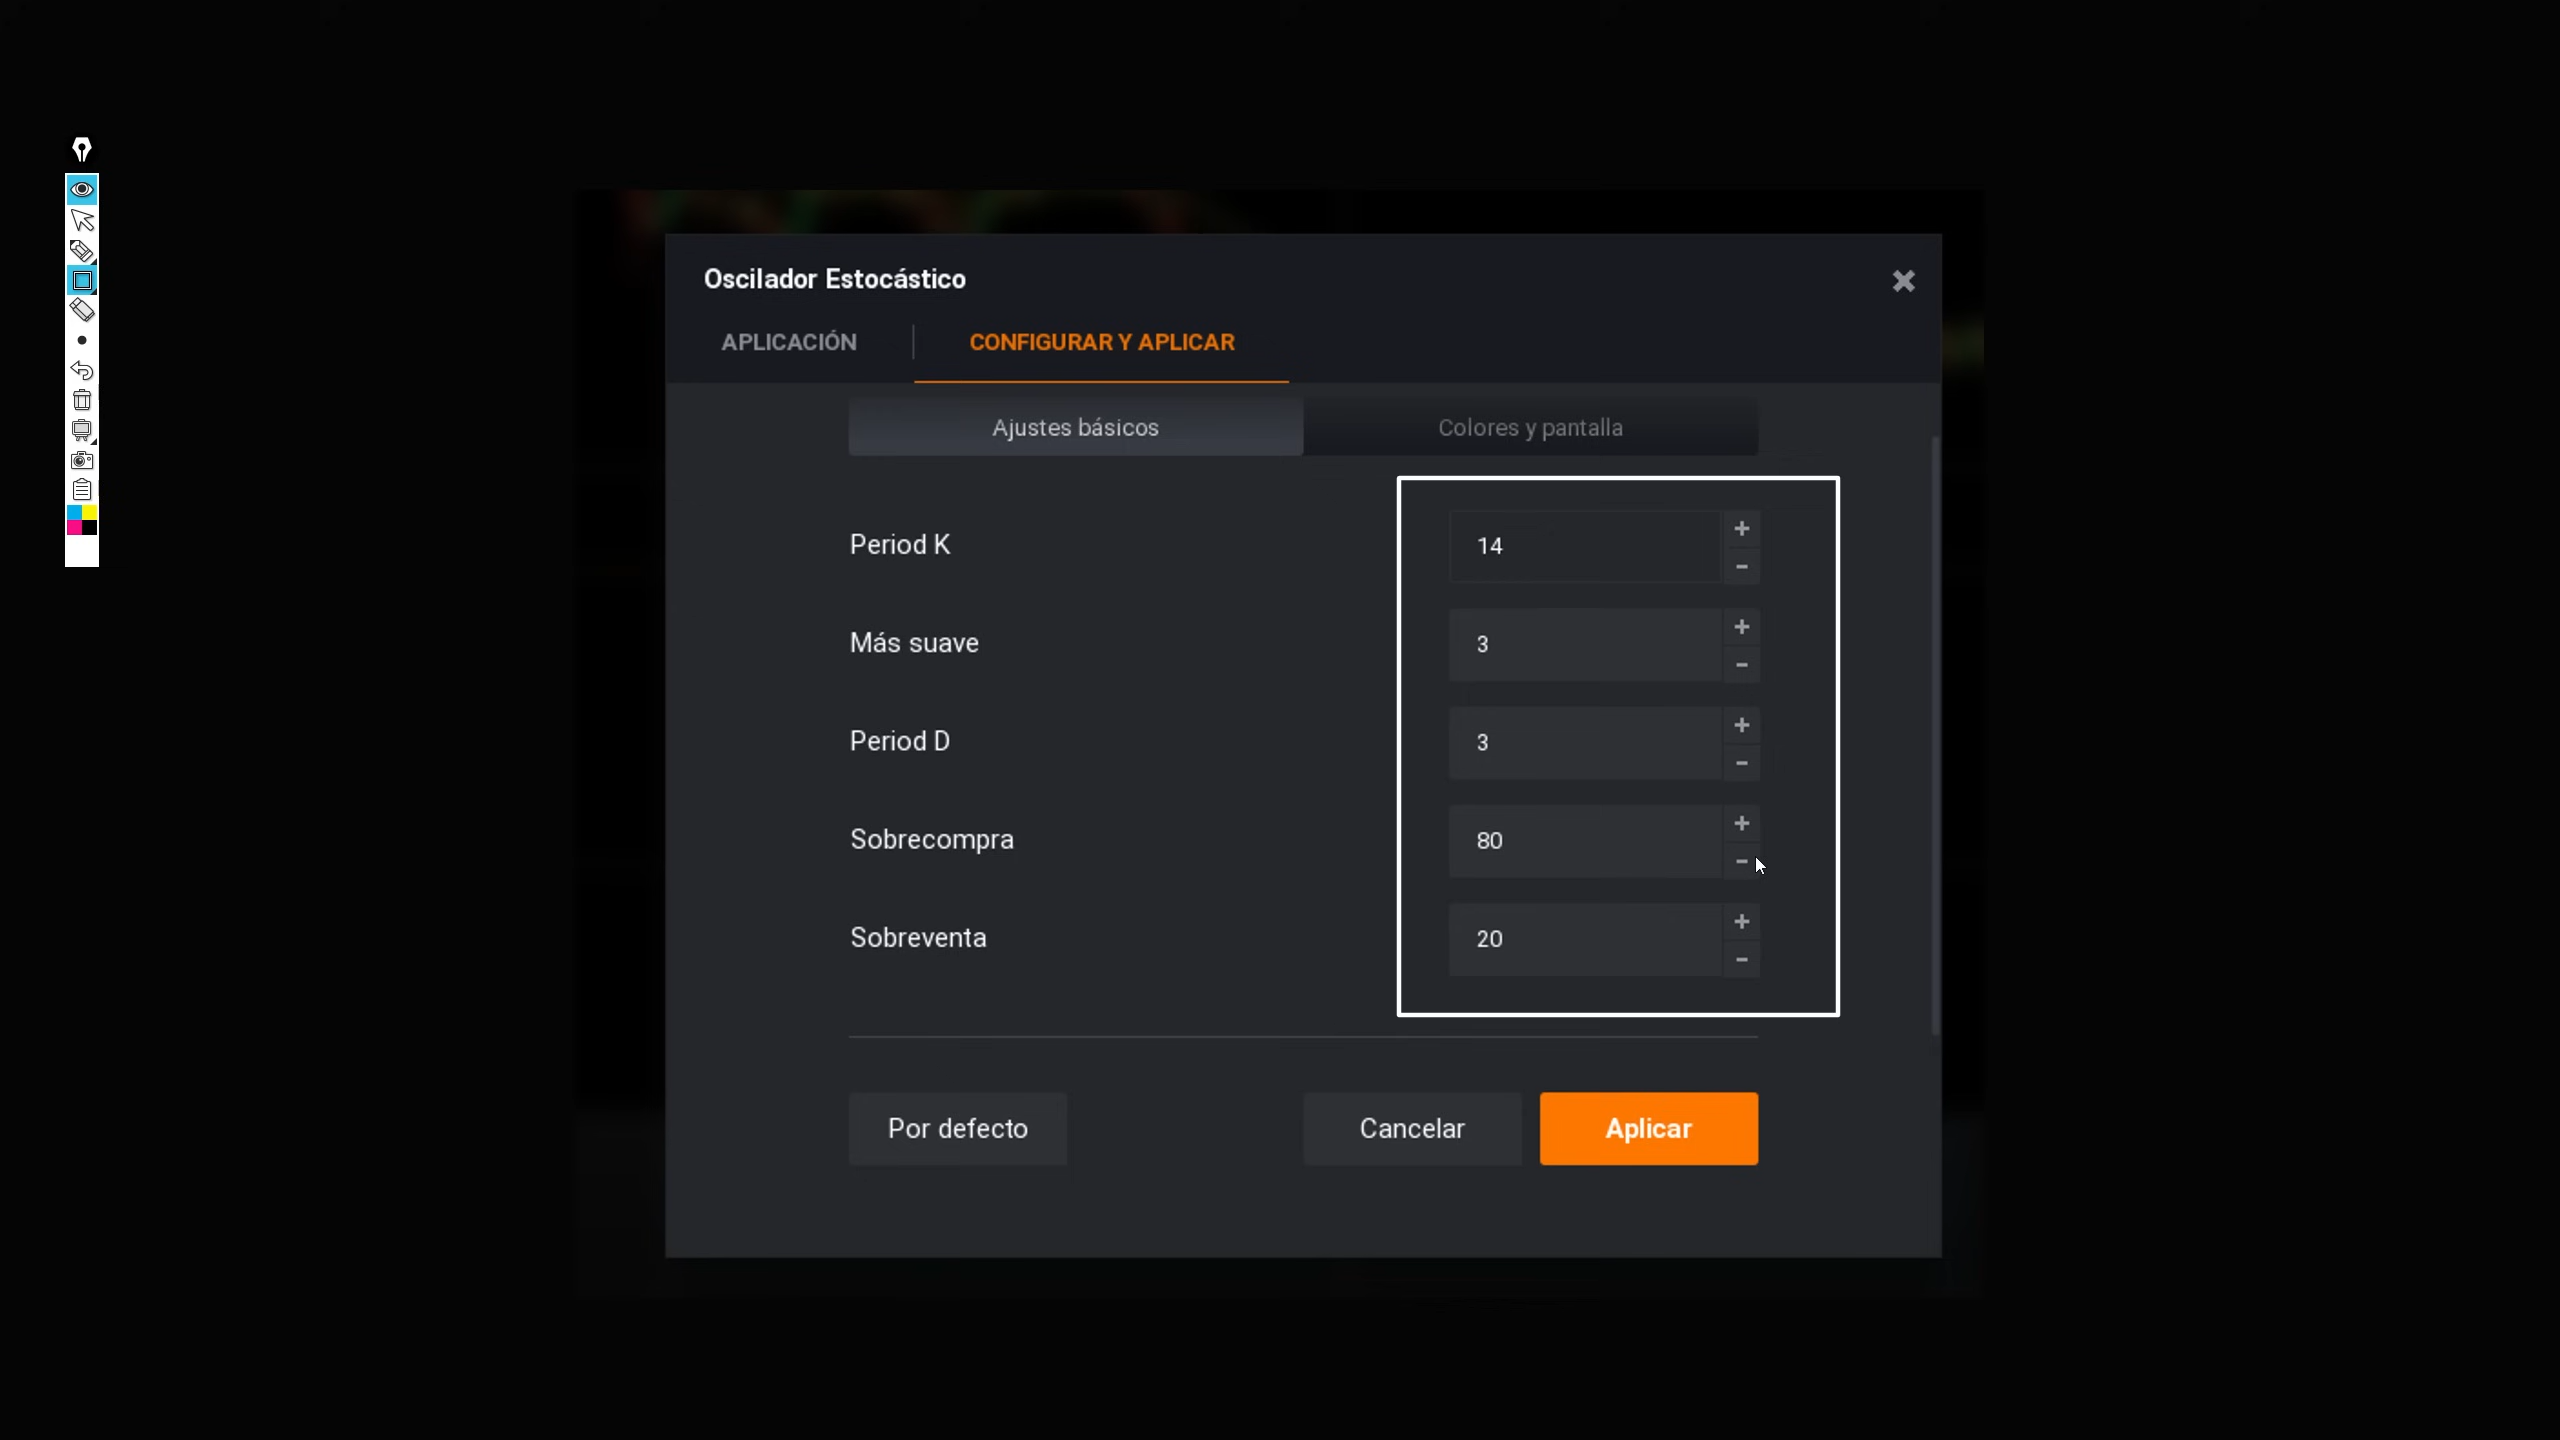 Oscilador Estocástico
APLICACIÓN
CONFIGURAR Y APLICAR
Ajustes básicos
Colores y pantalla
Period K
14
+
-
Más suave
3
+
-
Period D
3
+
-
Sobrecompra
80
+
-
Sobreventa
20
+
-
Por defecto
Cancelar
Aplicar